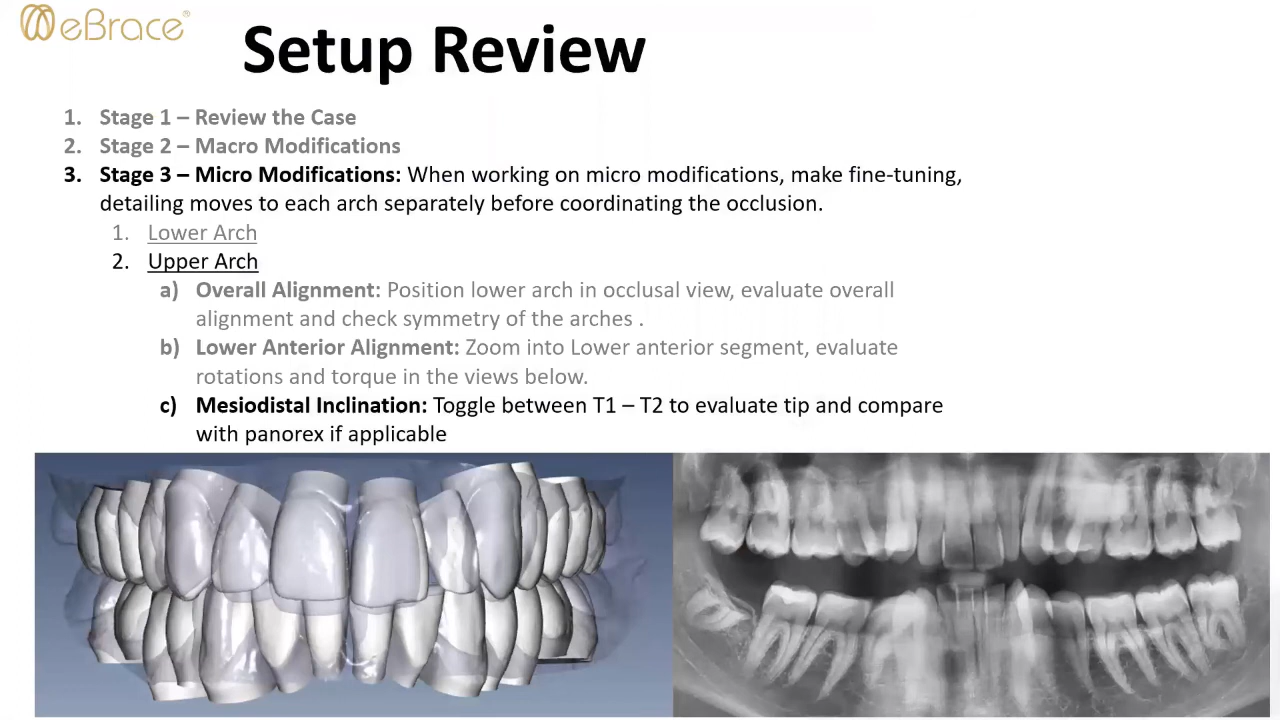 eBrace®
Setup Review
1. Stage 1 – Review the Case
2. Stage 2 – Macro Modifications
3. Stage 3 – Micro Modifications: When working on micro modifications, make fine-tuning,
detailing moves to each arch separately before coordinating the occlusion.
1. Lower Arch
2. Upper Arch
a) Overall Alignment: Position lower arch in occlusal view, evaluate overall
alignment and check symmetry of the arches .
b) Lower Anterior Alignment: Zoom into Lower anterior segment, evaluate
rotations and torque in the views below.
c) Mesiodistal Inclination: Toggle between T1 – T2 to evaluate tip and compare
with panorex if applicable